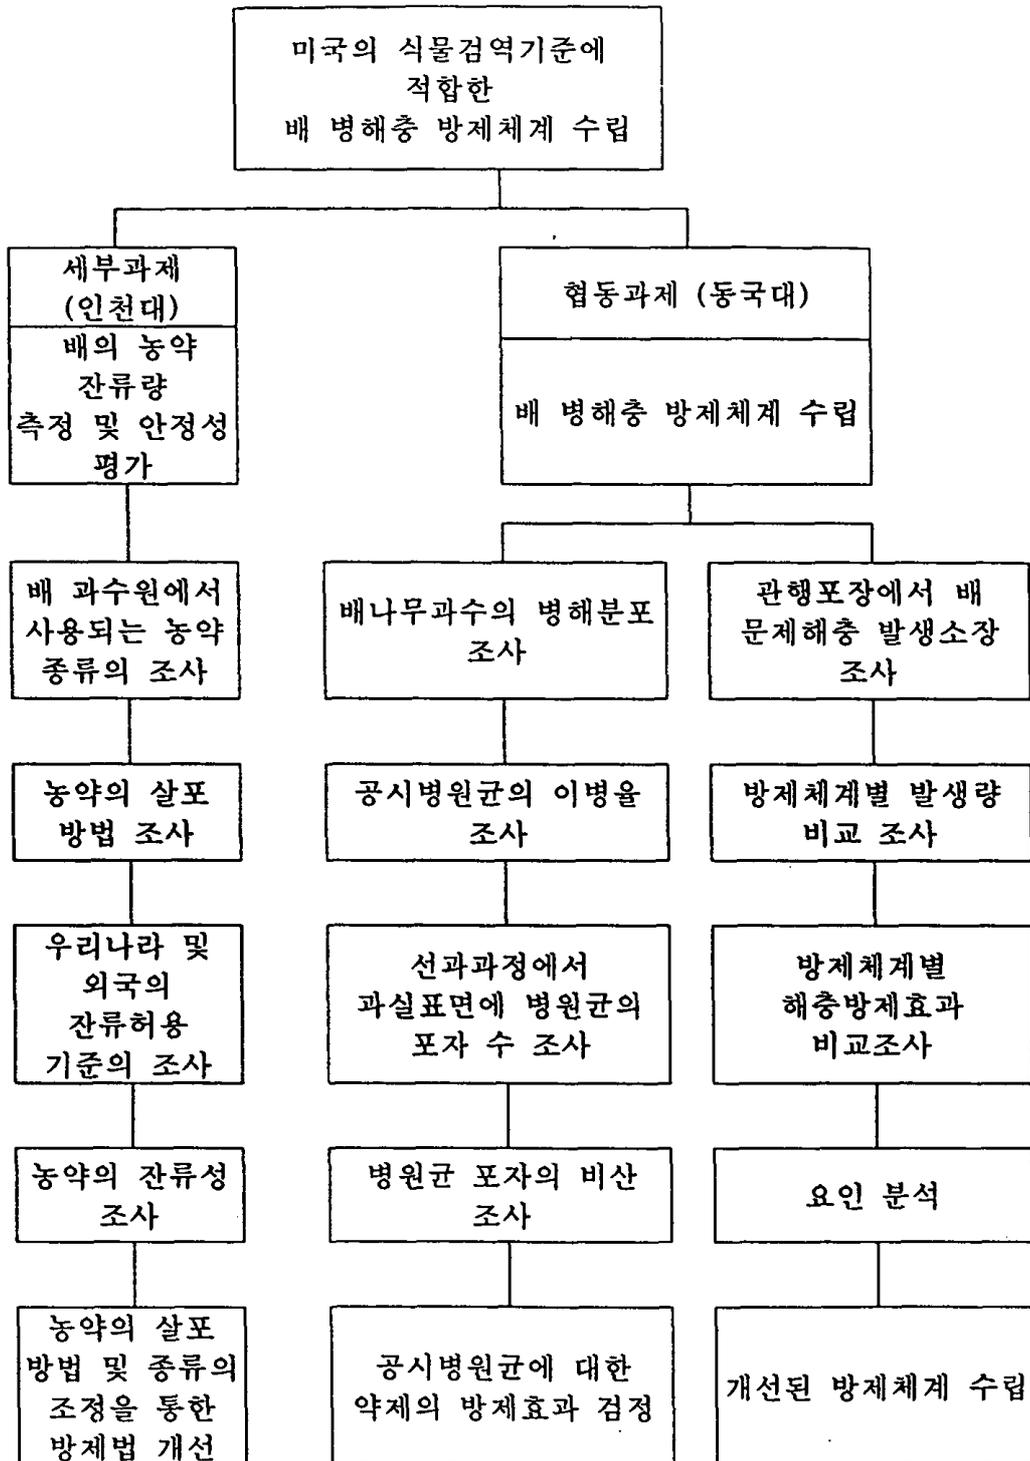 미국의 식물검역기준에
적합한
배 병해충 방제체계 수립
세부과제
(인천대)
배의 농약
잔류량
측정 및 안정성
평가
협동과제 (동국대)
배 병해충 방제체계 수립
배 과수원에서
사용되는 농약
종류의 조사
배나무과수의 병해분포
조사
관행포장에서 배
문제해충 발생소장
조사
농약의 살포
방법 조사
공시병원균의 이병율
조사
방제체계별 발생량
비교 조사
우리나라 및
외국의
잔류허용
기준의 조사
선과과정에서
과실표면에 병원균의
포자 수 조사
방제체계별
해충방제효과
비교조사
농약의 잔류성
조사
병원균 포자의 비산
조사
요인 분석
농약의 살포
방법 및 종류의
조정을 통한
방제법 개선
공시병원균에 대한
약제의 방제효과 검정
개선된 방제체계 수립